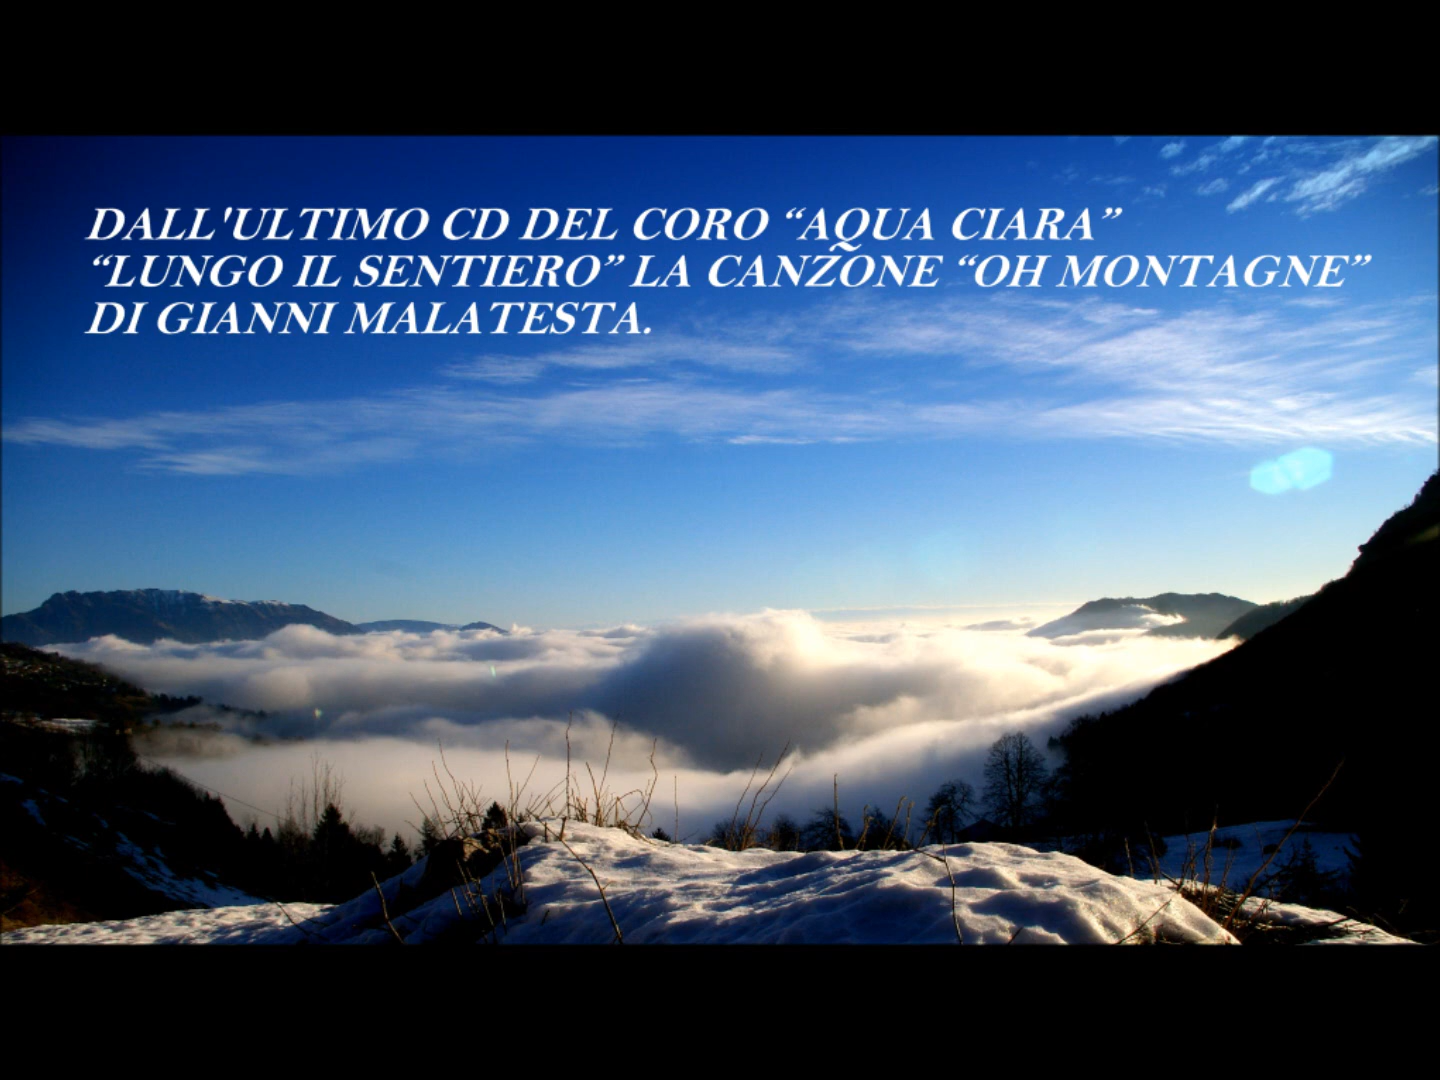 DALL'ULTIMO CD DEL CORO “AQUA CIARA”
“LUNGO IL SENTIERO” LA CANZONE “OH MONTAGNE”
DI GIANNI MALATESTA.